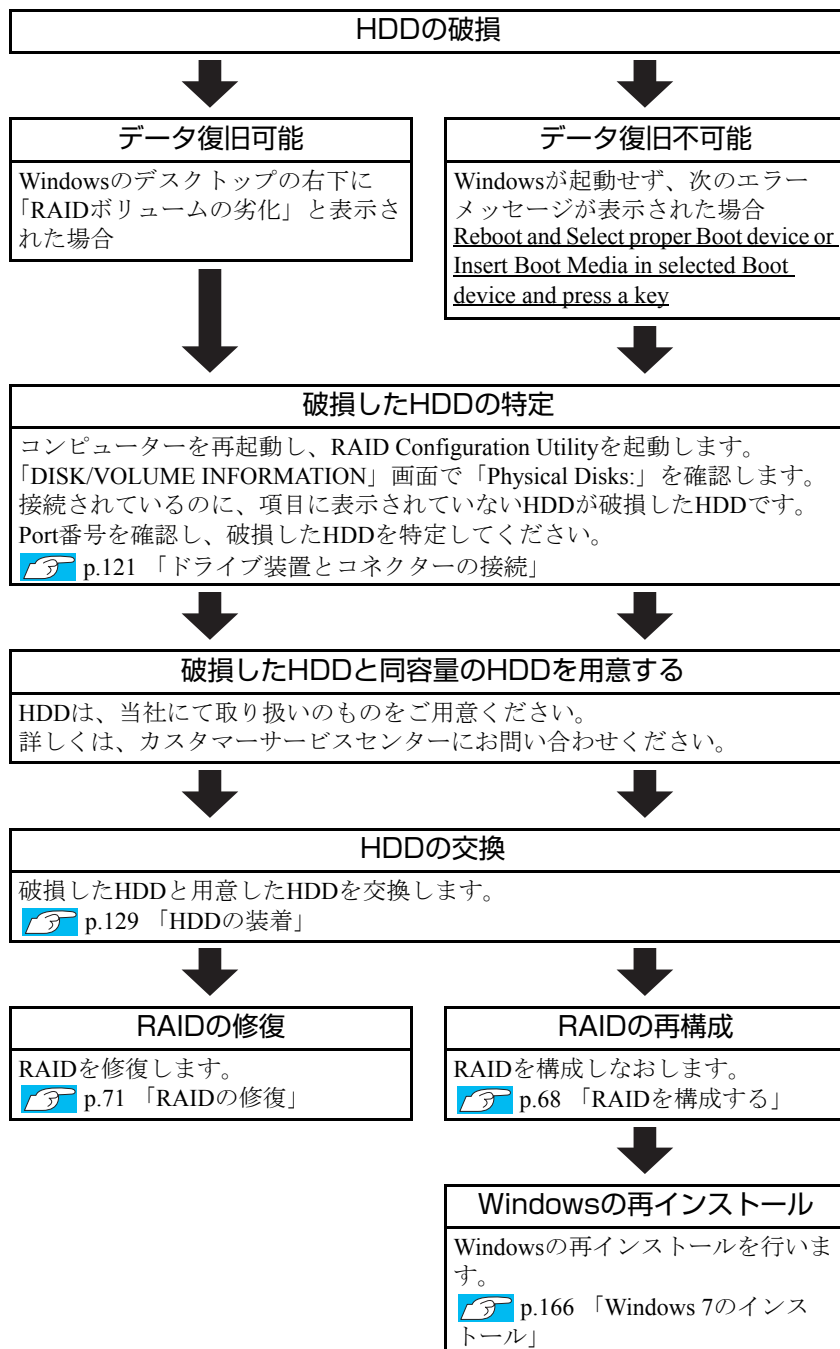 HDDの破損
データ復旧可能
Windowsのデスクトップの右下に
「RAIDボリュームの劣化」と表示さ
れた場合
データ復旧不可能
Windowsが起動せず、次のエラー
メッセージが表示された場合
Reboot and Select proper Boot device or
Insert Boot Media in selected Boot
device and press a key
破損したHDDの特定
コンピューターを再起動し、RAID Configuration Utilityを起動します。
「DISK/VOLUME INFORMATION」画面で「Physical Disks:」を確認します。
接続されているのに、項目に表示されていないHDDが破損したHDDです。
Port番号を確認し、破損したHDDを特定してください。
p.121 「ドライブ装置とコネクターの接続」
破損したHDDと同容量のHDDを用意する
HDDは、当社にて取り扱いのものをご用意ください。
詳しくは、カスタマーサービスセンターにお問い合わせください。
HDDの交換
破損したHDDと用意したHDDを交換します。
p.129 「HDDの装着」
RAIDの修復
RAIDを修復します。
p.71 「RAIDの修復」
RAIDの再構成
RAIDを構成しなおします。
p.68 「RAIDを構成する」
Windowsの再インストール
Windowsの再インストールを行いま
す。
p.166 「Windows 7のインス
トール」